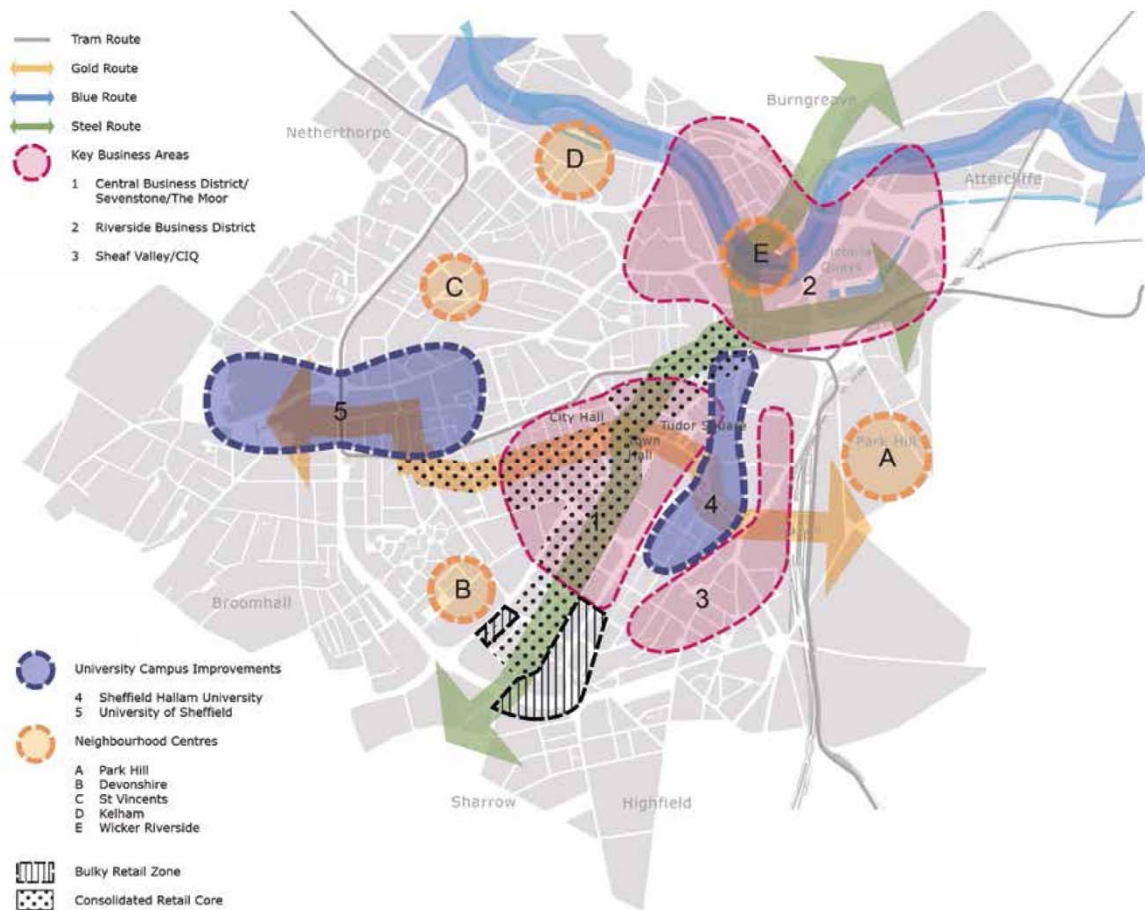 Tram Route
Gold Route
Blue Route
Steel Route
Key Business Areas
1 Central Business District/
Sevenstone/The Moor
2 Riverside Business District
3 Sheaf Valley/CIQ
Netherthorpe
Burngreave
Attercliffe
D
E
Victoria
Quays
2
C
5
City Hall
Tudor Square
Town
Hall
Park Hill
A
4
1
3
B
Broomhall
Sharrow
Highfield
University Campus Improvements
4 Sheffield Hallam University
5 University of Sheffield
Neighbourhood Centres
A Park Hill
B Devonshire
C St Vincents
D Kelham
E Wicker Riverside
Bulky Retail Zone
Consolidated Retail Core